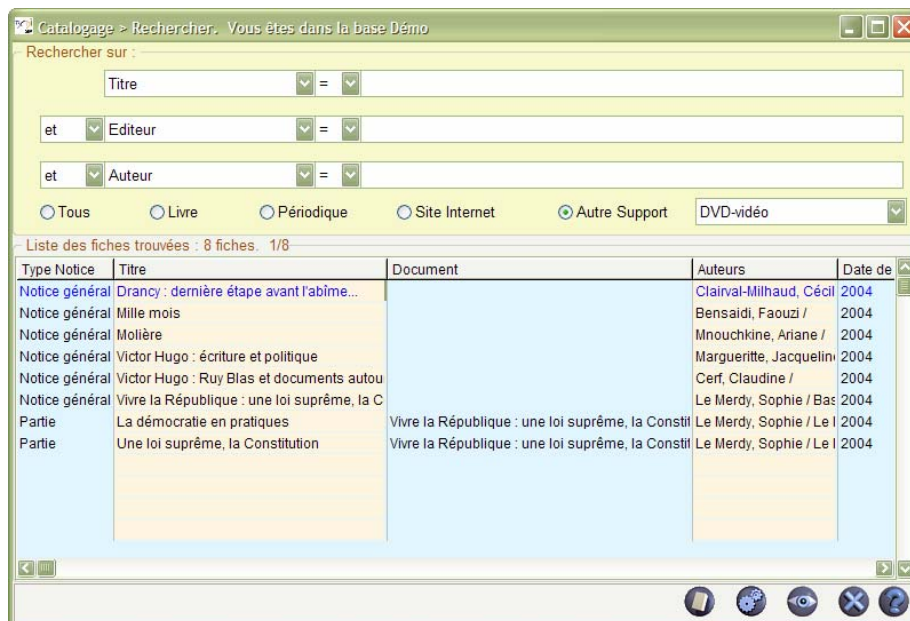 Catalogage > Rechercher. Vous êtes dans la base Démo
Rechercher sur :
Titre =
et Editeur =
et Auteur =
Tous Livre Périodique Site Internet Autre Support DVD-vidéo
Liste des fiches trouvées : 8 fiches. 1/8
Type Notice Titre Document Auteurs Date de
Notice général Drancy : dernière étape avant l'abîme... Clairval-Milhaud, Cécil 2004
Notice général Mille mois Bensaidi, Faouzi / 2004
Notice général Molière Mnouchkine, Ariane / 2004
Notice général Victor Hugo : écriture et politique Margueritte, Jacquelin 2004
Notice général Victor Hugo : Ruy Blas et documents autou Cerf, Claudine / 2004
Notice général Vivre la République : une loi suprême, la C Le Merdy, Sophie / Bas 2004
Partie La démocratie en pratiques Vivre la République : une loi suprême, la Constit Le Merdy, Sophie / Le 2004
Partie Une loi suprême, la Constitution Vivre la République : une loi suprême, la Constit Le Merdy, Sophie / Le 2004